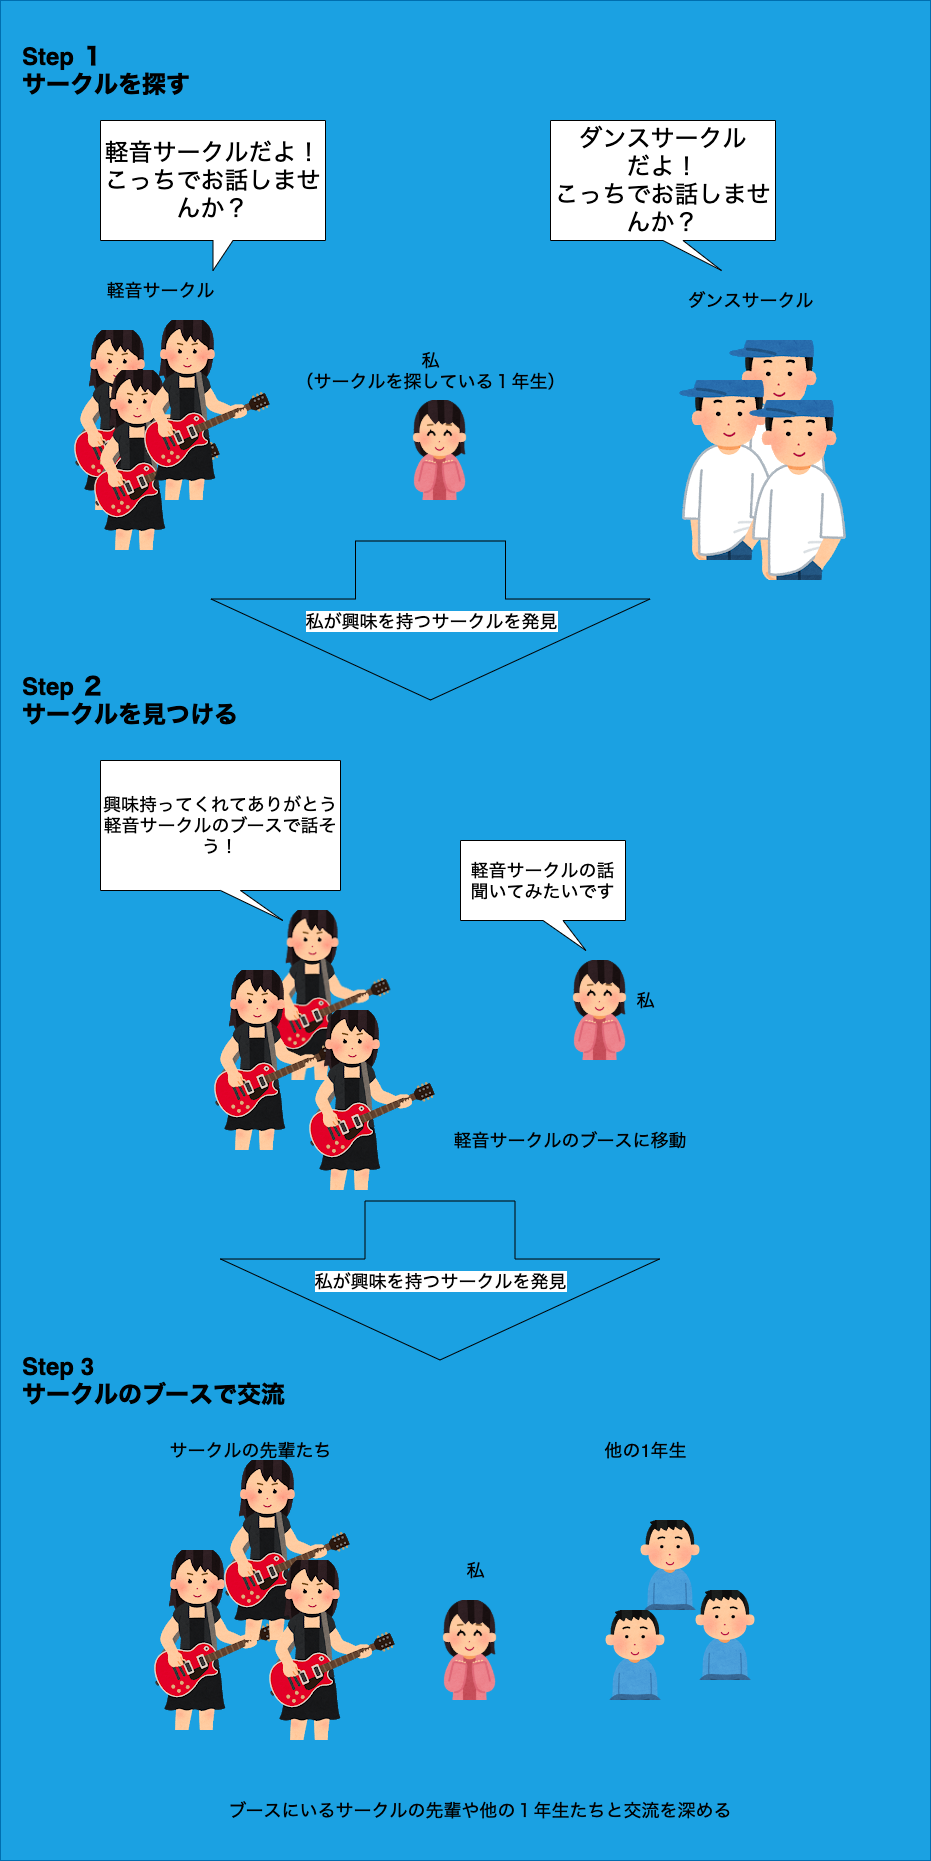 Step １
サークルを探す
軽音サークルだよ！
こっちでお話しませ
んか？
ダンスサークル
だよ！
こっちでお話しませ
んか？
軽音サークル
ダンスサークル
私
（サークルを探している１年生）
私が興味を持つサークルを発見
Step ２
サークルを見つける
興味持ってくれてありがとう
軽音サークルのブースで話そ
う！
軽音サークルの話
聞いてみたいです
私
軽音サークルのブースに移動
私が興味を持つサークルを発見
Step 3
サークルのブースで交流
サークルの先輩たち
他の1年生
私
ブースにいるサークルの先輩や他の１年生たちと交流を深める